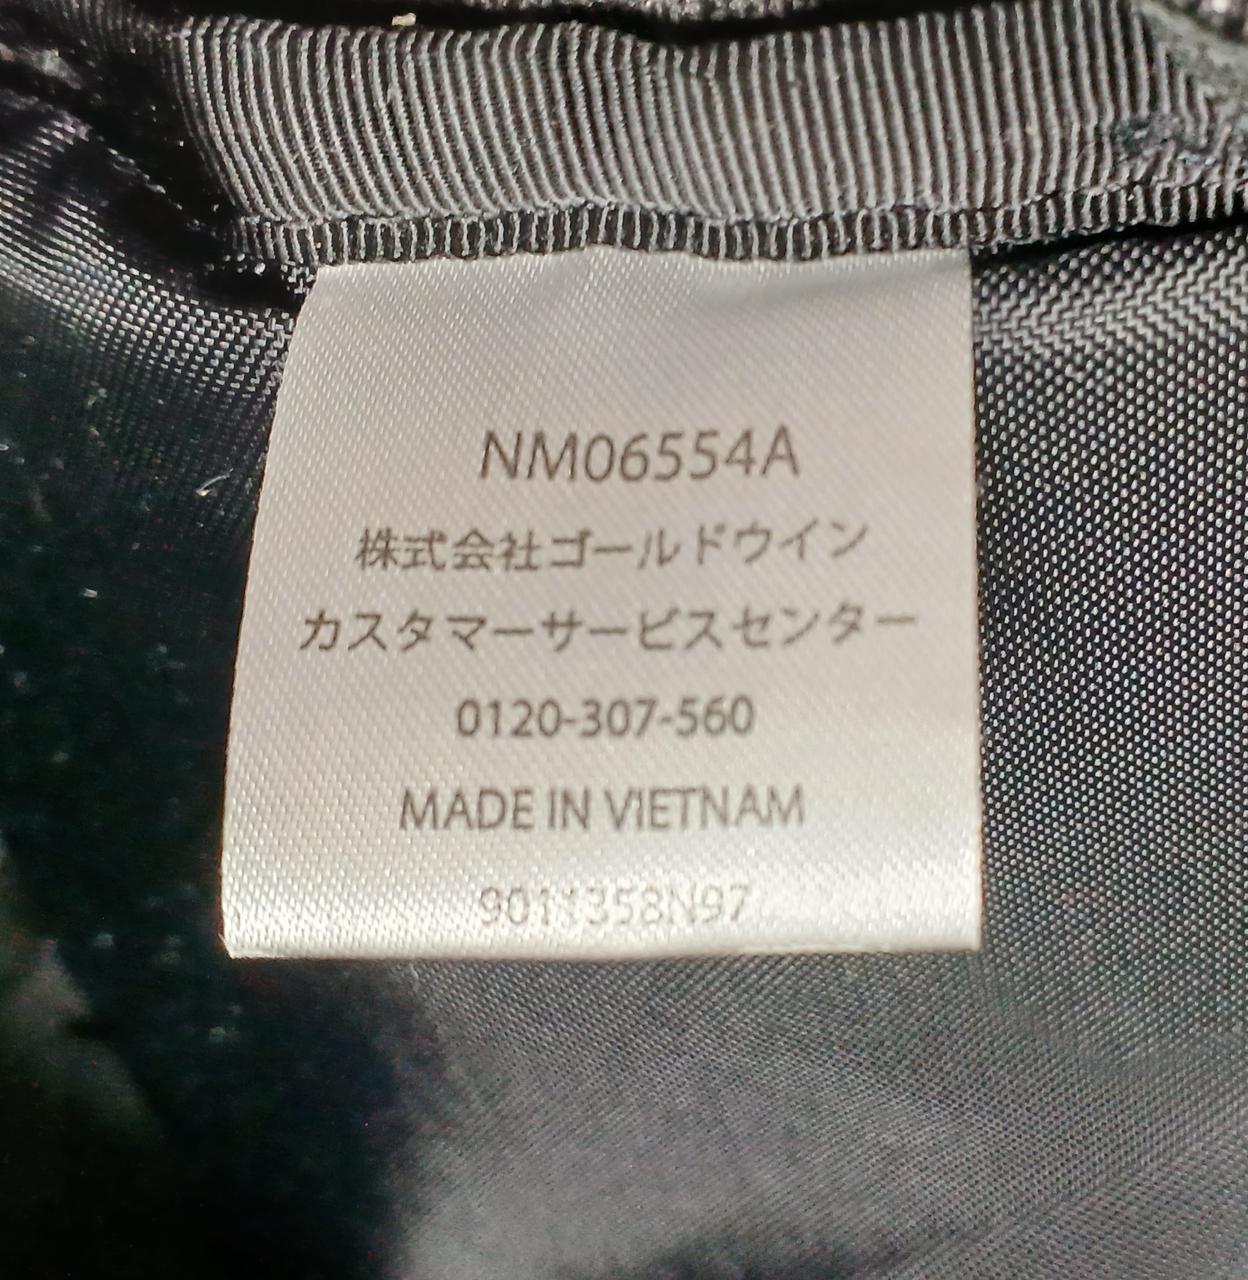 NM06554A
株式会社ゴールドウイン
カスタマーサービスセンター
0120-307-560
MADE IN VIETNAM
9011358N97